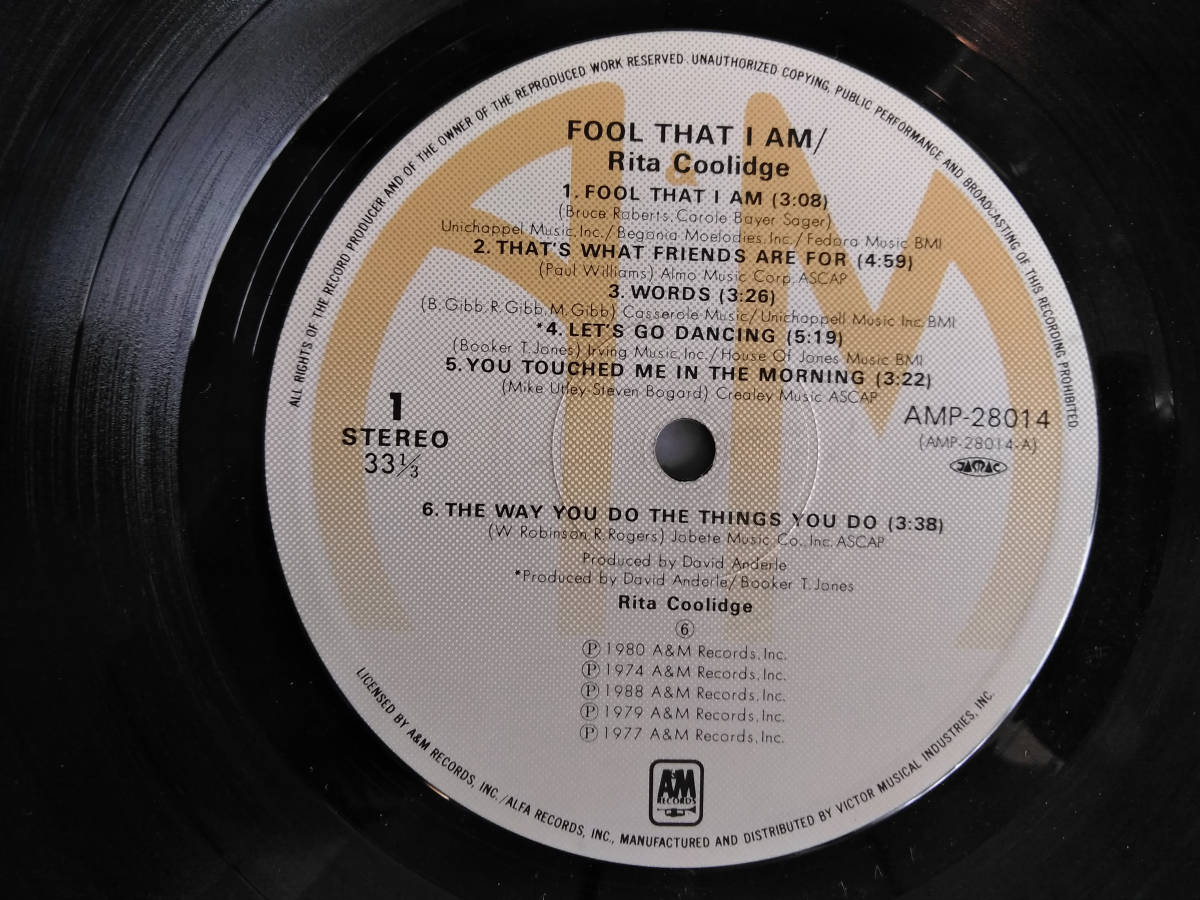 ALL RIGHTS OF THE RECORD PRODUCER AND OF THE OWNER OF THE REPRODUCED WORK RESERVED. UNAUTHORIZED COPYING, PUBLIC PERFORMANCE AND BROADCASTING OF THIS RECORDING PROHIBITED
FOOL THAT I AM/
Rita Coolidge
1. FOOL THAT I AM (3:08)
(Bruce Roberts, Carole Bayer Sager)
Unichappel Music, Inc./Begonia Moelodies, Inc./Fedora Music BMI
2. THAT'S WHAT FRIENDS ARE FOR (4:59)
(Paul Williams) Almo Music Corp. ASCAP
3. WORDS (3:26)
(B. Gibb, R. Gibb, M. Gibb) Casserole Music/Unichappell Music Inc. BMI
*4. LET'S GO DANCING (5:19)
(Booker T. Jones) Irving Music, Inc./House Of Jones Music BMI
5. YOU TOUCHED ME IN THE MORNING (3:22)
(Mike Utley-Steven Bogard) Crealey Music ASCAP
1
STEREO
33 1/3
AMP-28014
(AMP-28014-A)
JASRAC
6. THE WAY YOU DO THE THINGS YOU DO (3:38)
(W. Robinson, R. Rogers) Jobete Music Co., Inc. ASCAP
Produced by David Anderle
*Produced by David Anderle/Booker T. Jones
Rita Coolidge
⑥
Ⓟ 1980 A&M Records, Inc.
Ⓟ 1974 A&M Records, Inc.
Ⓟ 1988 A&M Records, Inc.
Ⓟ 1979 A&M Records, Inc.
Ⓟ 1977 A&M Records, Inc.
A&M
RECORDS
LICENSED BY A&M RECORDS, INC./ALFA RECORDS, INC., MANUFACTURED AND DISTRIBUTED BY VICTOR MUSICAL INDUSTRIES, INC.